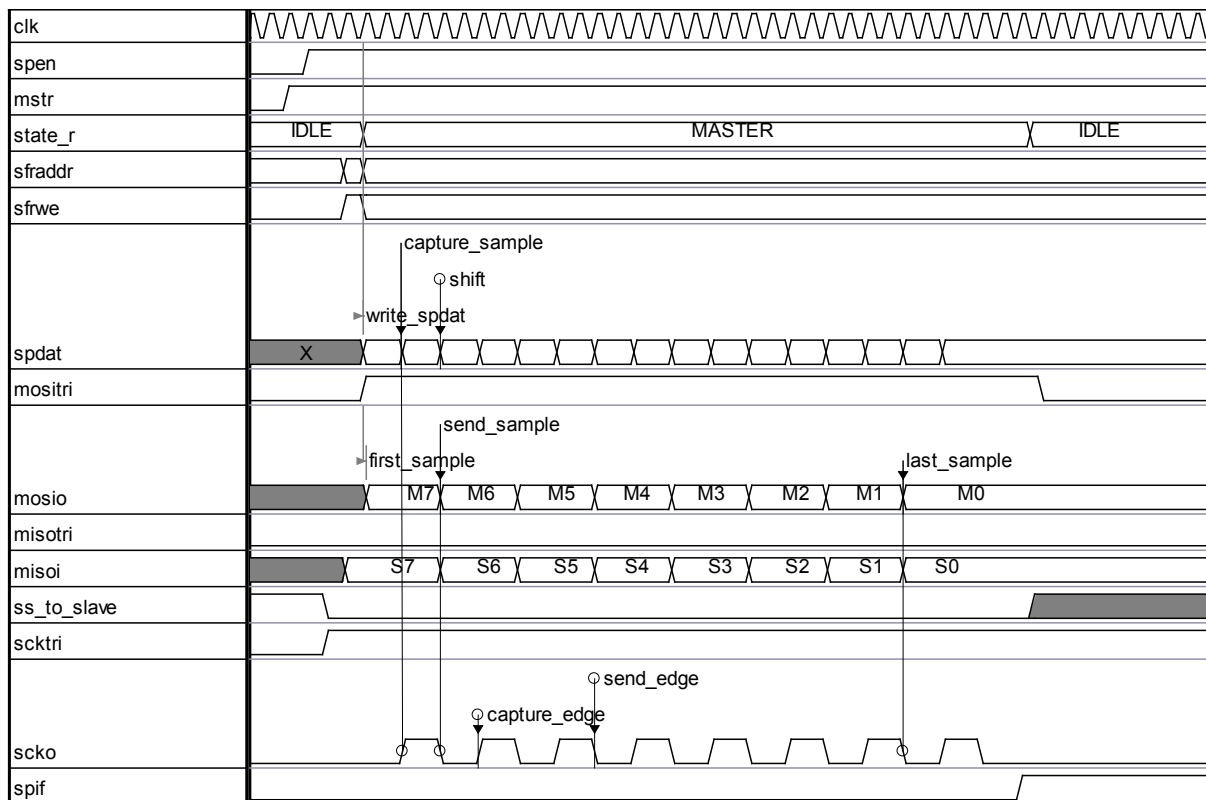 clk
spen
mstr
state_r IDLE MASTER IDLE
sfraddr
sfrwe
capture_sample
shift
write_spdat
spdat X
mositri
send_sample
first_sample last_sample
mosio M7 M6 M5 M4 M3 M2 M1 M0
misotri
misoi S7 S6 S5 S4 S3 S2 S1 S0
ss_to_slave
scktri
send_edge
capture_edge
scko
spif